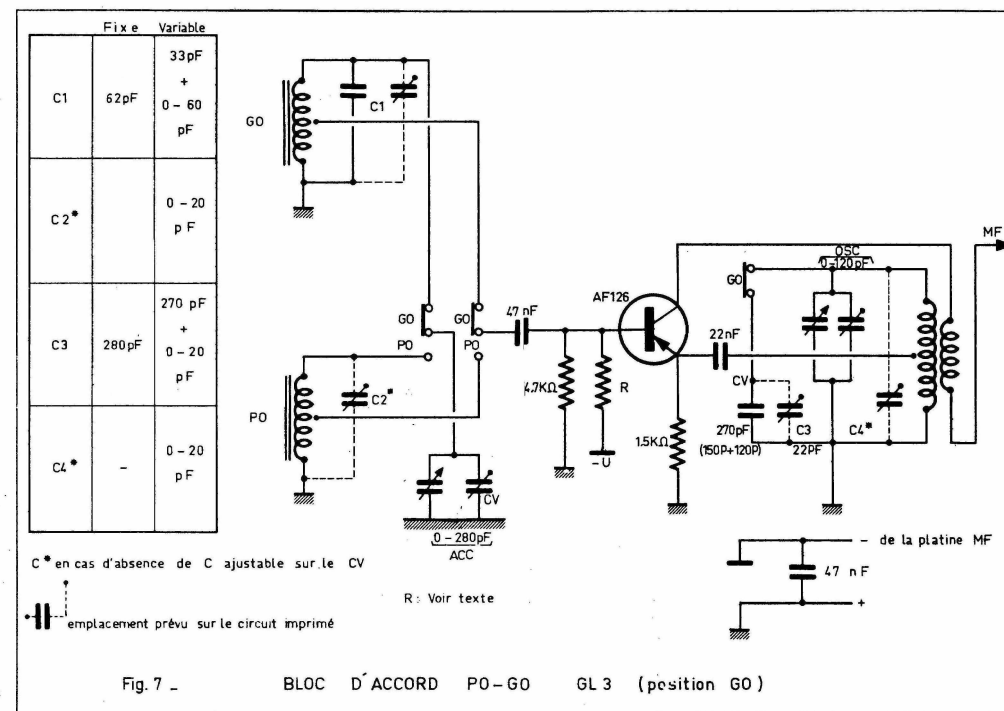 Fixe Variable
C1 62pF 33pF + 0-60 pF
C2* 0-20 pF
C3 280pF 270 pF + 0-20 pF
C4* - 0-20 pF
GO
C1
GO
PO
GO
PO
47nF
PO
C2*
CV
0-280pF
ACC
4,7KΩ
R
-U
AF126
1.5KΩ
22nF
GO
OSC
0-120pF
MF
CV
270pF
(150P+120P)
C3
22PF
C4*
- de la platine MF
47 nF
+
C* en cas d'absence de C ajustable sur le CV
emplacement prévu sur le circuit imprimé
R: Voir texte
Fig. 7 _ BLOC D'ACCORD PO-GO GL 3 (position GO)